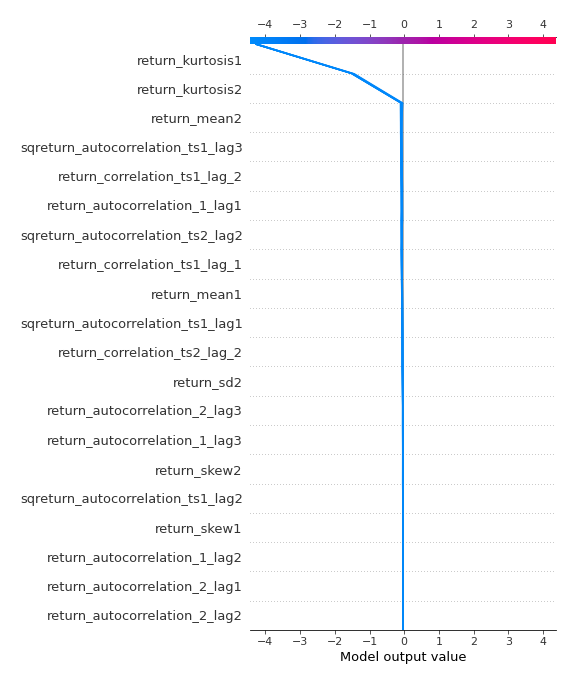 −4 −3 −2 −1 0 1 2 3 4
return_kurtosis1
return_kurtosis2
return_mean2
sqreturn_autocorrelation_ts1_lag3
return_correlation_ts1_lag_2
return_autocorrelation_1_lag1
sqreturn_autocorrelation_ts2_lag2
return_correlation_ts1_lag_1
return_mean1
sqreturn_autocorrelation_ts1_lag1
return_correlation_ts2_lag_2
return_sd2
return_autocorrelation_2_lag3
return_autocorrelation_1_lag3
return_skew2
sqreturn_autocorrelation_ts1_lag2
return_skew1
return_autocorrelation_1_lag2
return_autocorrelation_2_lag1
return_autocorrelation_2_lag2
−4 −3 −2 −1 0 1 2 3 4
Model output value